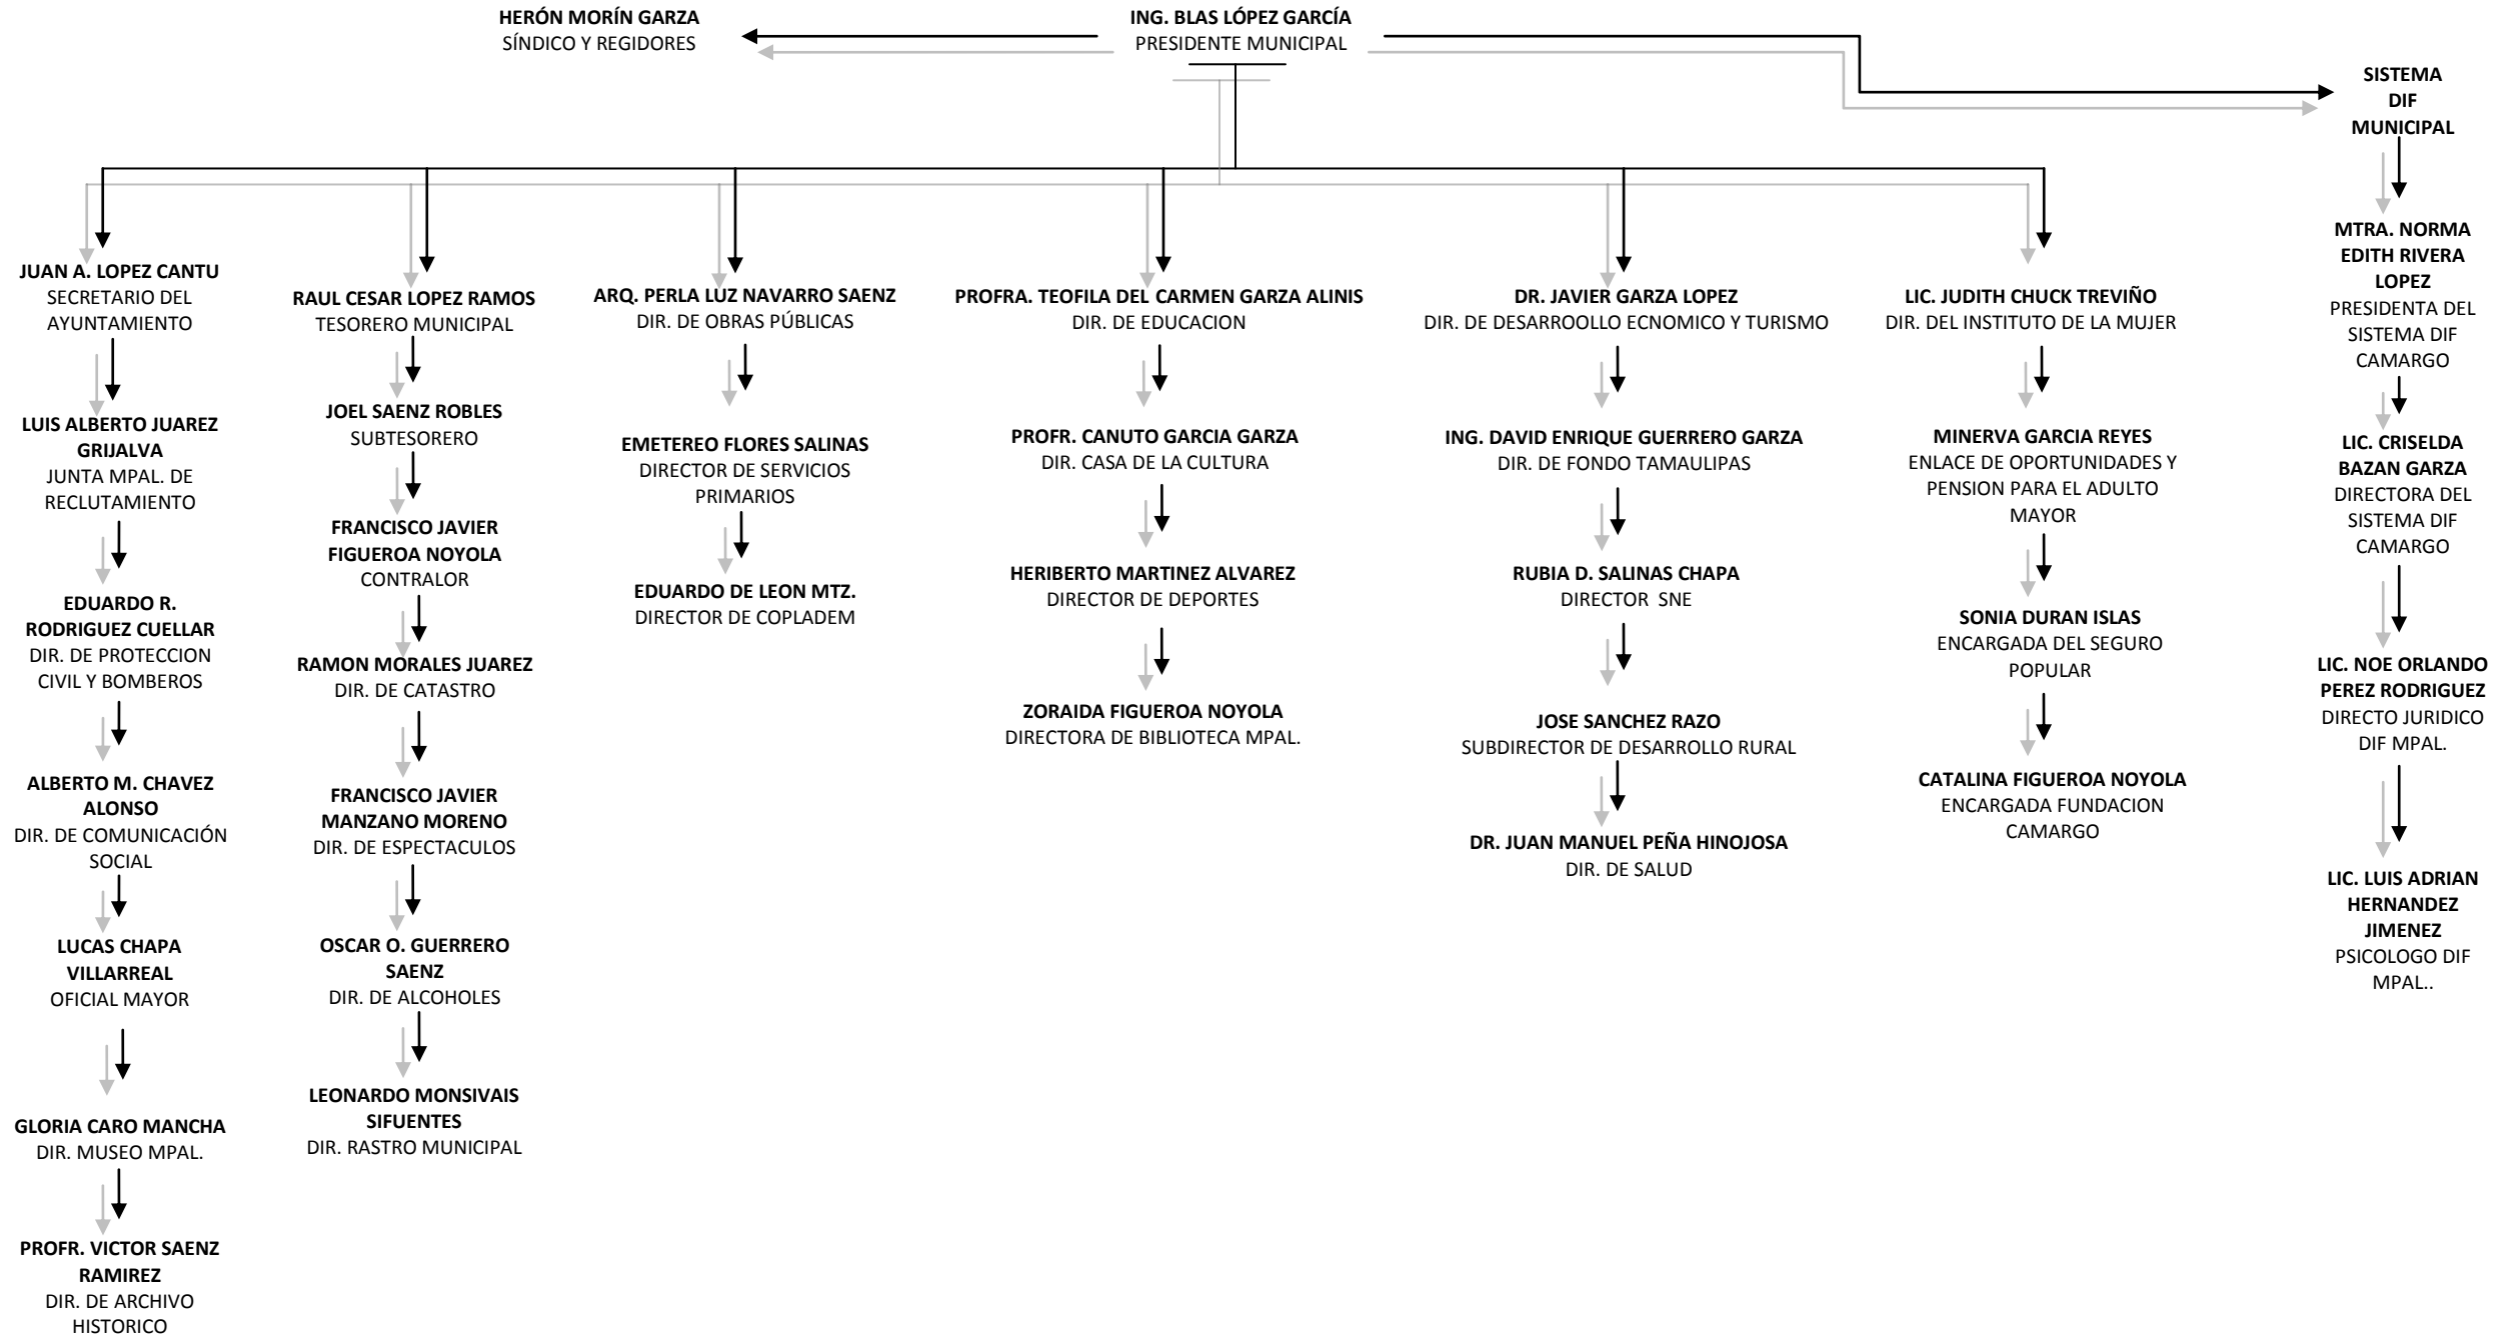 HERÓN MORÍN GARZA
SÍNDICO Y REGIDORES
ING. BLAS LÓPEZ GARCÍA
PRESIDENTE MUNICIPAL
SISTEMA
DIF
MUNICIPAL
JUAN A. LOPEZ CANTU
SECRETARIO DEL
AYUNTAMIENTO
LUIS ALBERTO JUAREZ
GRIJALVA
JUNTA MPAL. DE
RECLUTAMIENTO
EDUARDO R.
RODRIGUEZ CUELLAR
DIR. DE PROTECCION
CIVIL Y BOMBEROS
ALBERTO M. CHAVEZ
ALONSO
DIR. DE COMUNICACIÓN
SOCIAL
LUCAS CHAPA
VILLARREAL
OFICIAL MAYOR
GLORIA CARO MANCHA
DIR. MUSEO MPAL.
PROFR. VICTOR SAENZ
RAMIREZ
DIR. DE ARCHIVO
HISTORICO
RAUL CESAR LOPEZ RAMOS
TESORERO MUNICIPAL
JOEL SAENZ ROBLES
SUBTESORERO
FRANCISCO JAVIER
FIGUEROA NOYOLA
CONTRALOR
RAMON MORALES JUAREZ
DIR. DE CATASTRO
FRANCISCO JAVIER
MANZANO MORENO
DIR. DE ESPECTACULOS
OSCAR O. GUERRERO
SAENZ
DIR. DE ALCOHOLES
LEONARDO MONSIVAIS
SIFUENTES
DIR. RASTRO MUNICIPAL
ARQ. PERLA LUZ NAVARRO SAENZ
DIR. DE OBRAS PÚBLICAS
EMETEREO FLORES SALINAS
DIRECTOR DE SERVICIOS
PRIMARIOS
EDUARDO DE LEON MTZ.
DIRECTOR DE COPLADEM
PROFRA. TEOFILA DEL CARMEN GARZA ALINIS
DIR. DE EDUCACION
PROFR. CANUTO GARCIA GARZA
DIR. CASA DE LA CULTURA
HERIBERTO MARTINEZ ALVAREZ
DIRECTOR DE DEPORTES
ZORAIDA FIGUEROA NOYOLA
DIRECTORA DE BIBLIOTECA MPAL.
DR. JAVIER GARZA LOPEZ
DIR. DE DESARROOLLO ECNOMICO Y TURISMO
ING. DAVID ENRIQUE GUERRERO GARZA
DIR. DE FONDO TAMAULIPAS
RUBIA D. SALINAS CHAPA
DIRECTOR  SNE
JOSE SANCHEZ RAZO
SUBDIRECTOR DE DESARROLLO RURAL
DR. JUAN MANUEL PEÑA HINOJOSA
DIR. DE SALUD
LIC. JUDITH CHUCK TREVIÑO
DIR. DEL INSTITUTO DE LA MUJER
MINERVA GARCIA REYES
ENLACE DE OPORTUNIDADES Y
PENSION PARA EL ADULTO
MAYOR
SONIA DURAN ISLAS
ENCARGADA DEL SEGURO
POPULAR
CATALINA FIGUEROA NOYOLA
ENCARGADA FUNDACION
CAMARGO
MTRA. NORMA
EDITH RIVERA
LOPEZ
PRESIDENTA DEL
SISTEMA DIF
CAMARGO
LIC. CRISELDA
BAZAN GARZA
DIRECTORA DEL
SISTEMA DIF
CAMARGO
LIC. NOE ORLANDO
PEREZ RODRIGUEZ
DIRECTO JURIDICO
DIF MPAL.
LIC. LUIS ADRIAN
HERNANDEZ
JIMENEZ
PSICOLOGO DIF
MPAL..